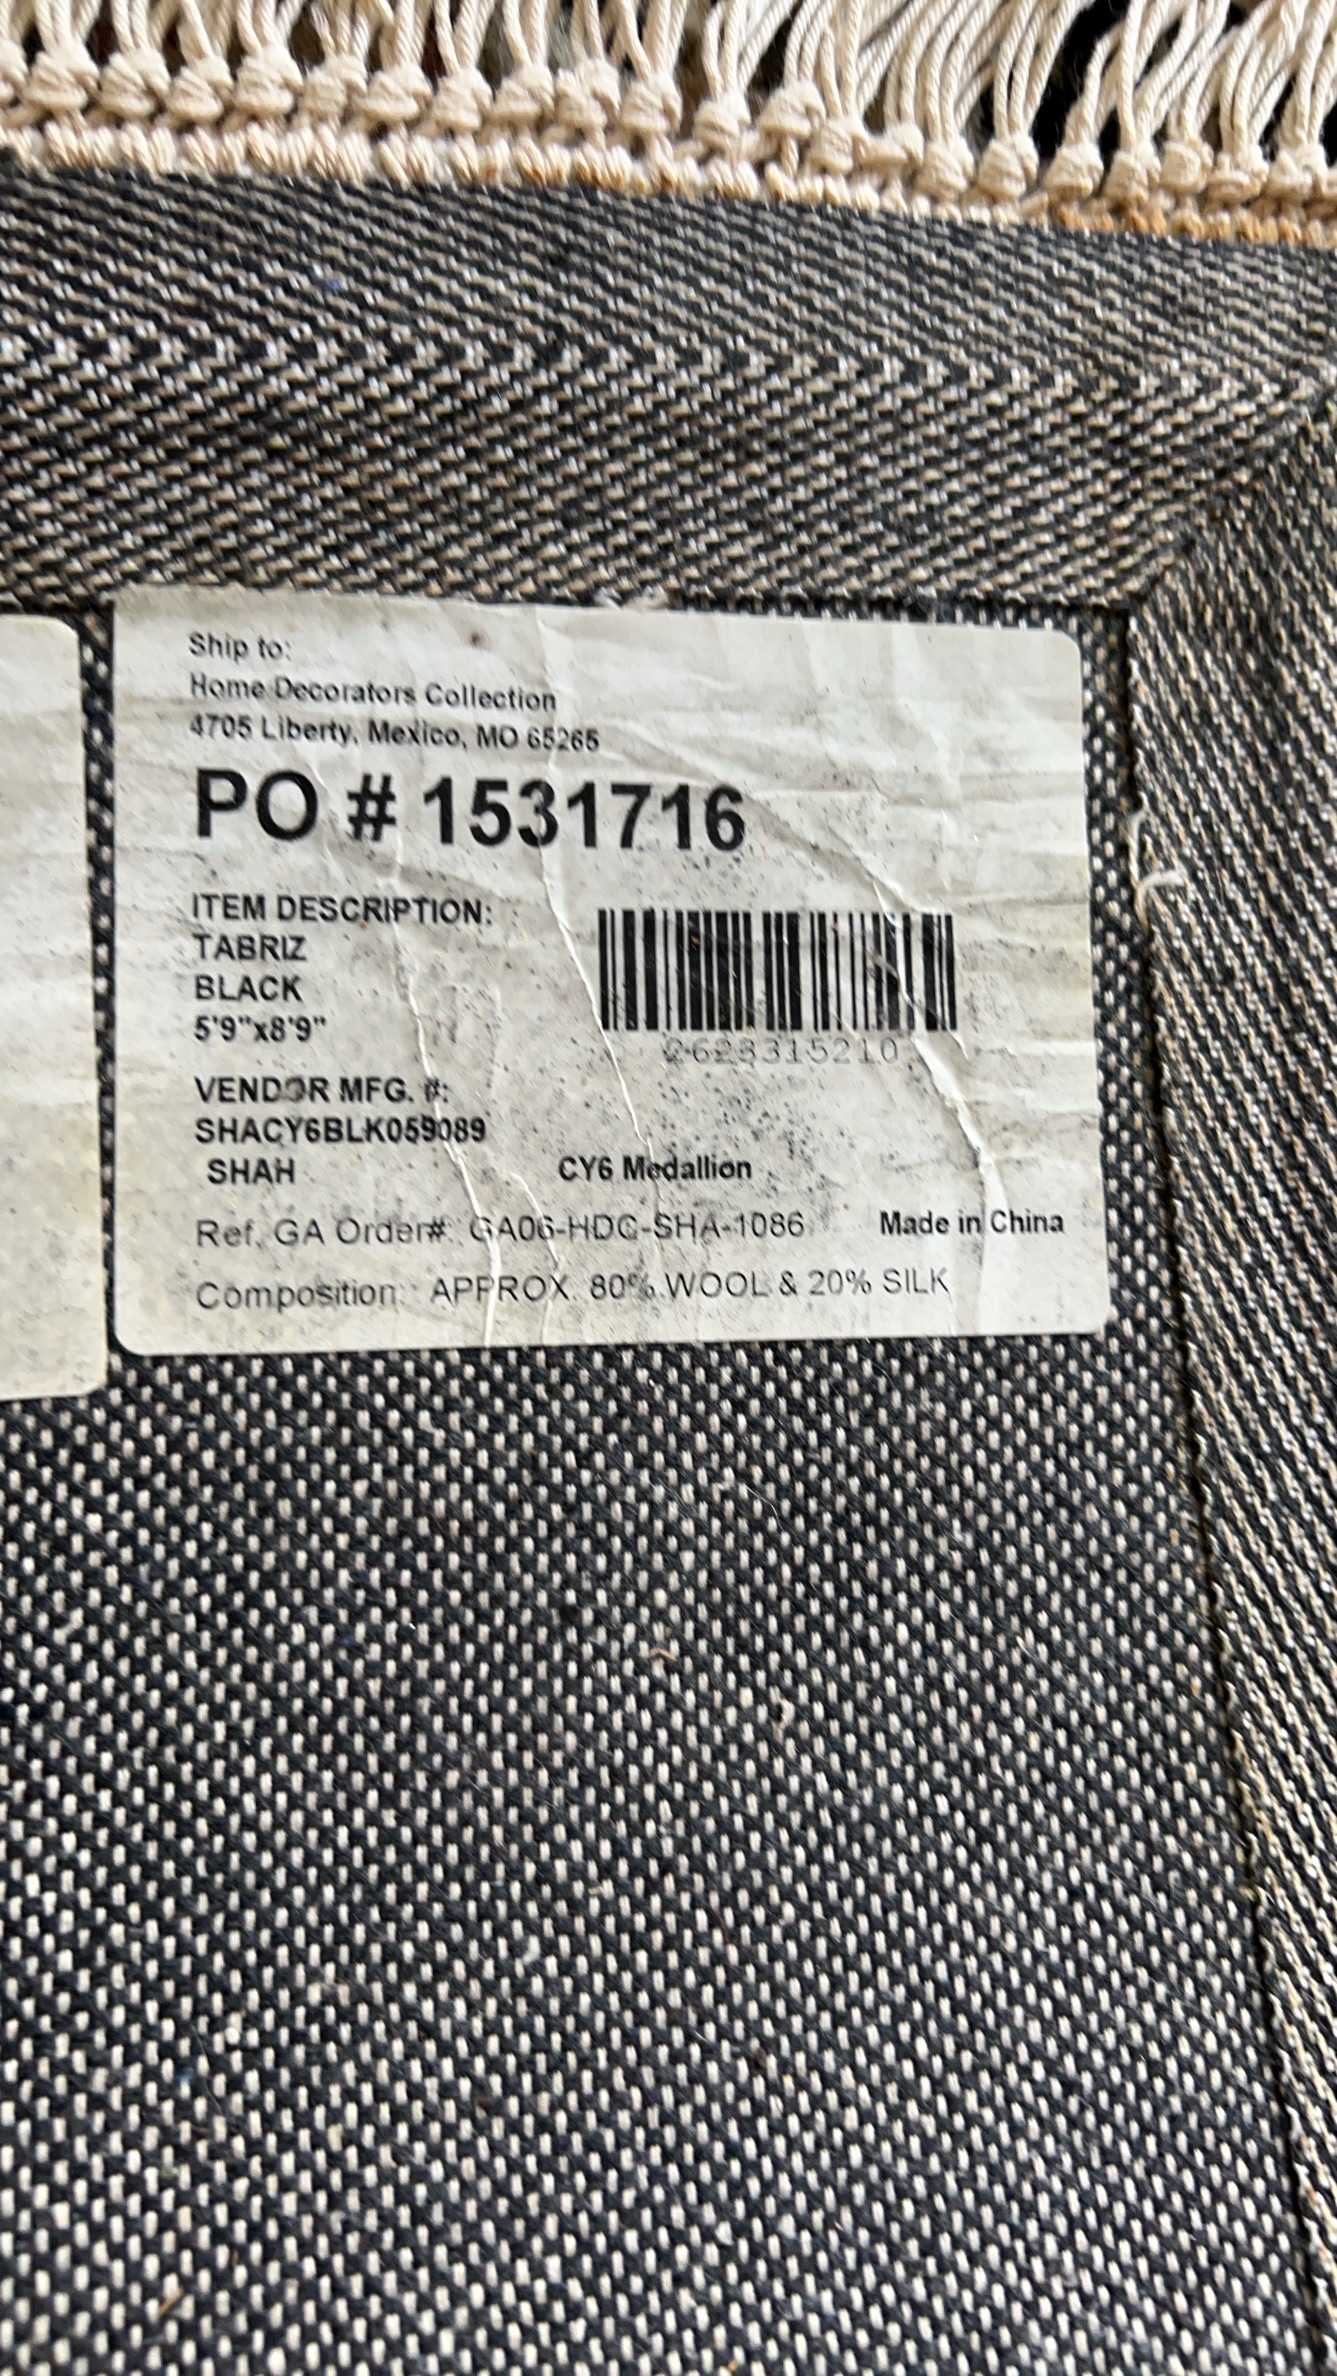 Ship to:
Home Decorators Collection
4705 Liberty, Mexico, MO 65265
PO # 1531716
ITEM DESCRIPTION:
TABRIZ
BLACK
5'9"x8'9"
2623315210
VENDOR MFG. #:
SHACY6BLK059089
SHAH CY6 Medallion
Ref. GA Order#: GA06-HDC-SHA-1086 Made in China
Composition: APPROX. 80% WOOL & 20% SILK